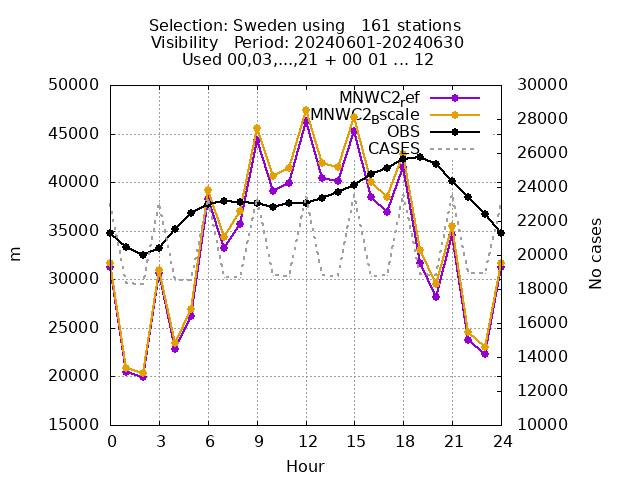 Selection: Sweden using   161 stations
Visibility   Period: 20240601-20240630
Used 00,03,...,21 + 00 01 ... 12
50000
45000
40000
35000
30000
25000
20000
15000
m
MNWC2ref
MNWC2Bscale
OBS
CASES
30000
28000
26000
24000
22000
20000
18000
16000
14000
12000
10000
No cases
0 3 6 9 12 15 18 21 24
Hour